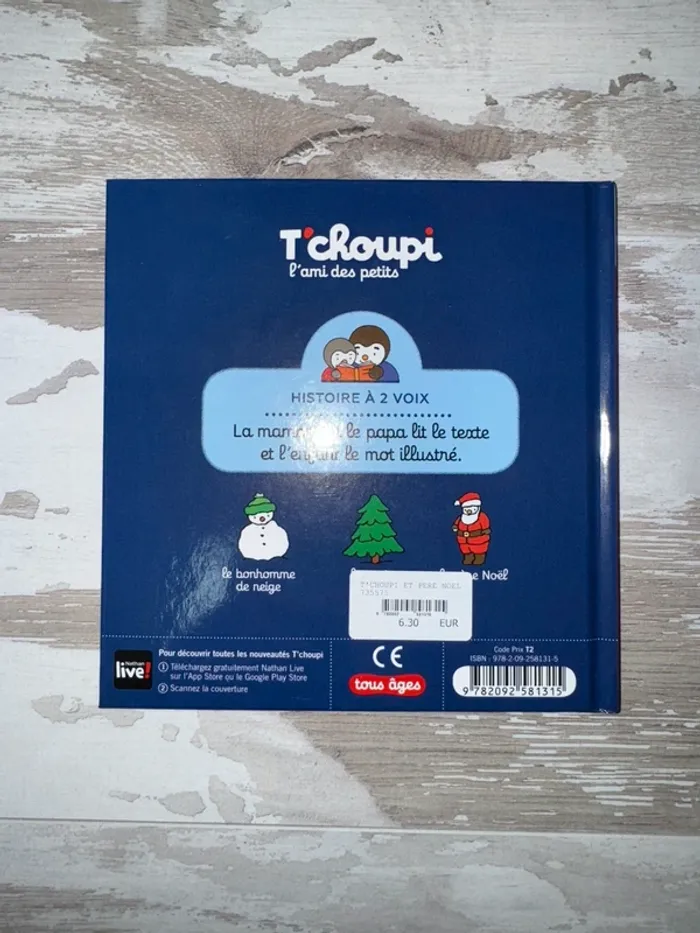 T'choupi
l'ami des petits
HISTOIRE À 2 VOIX
La maman le papa lit le texte
et l'enfant le mot illustré.
le bonhomme
de neige
Noël
T'CHOUPI ET PERE NOEL
735975
6.30 EUR
Nathan
live!
Pour découvrir toutes les nouveautés T'choupi
1 Téléchargez gratuitement Nathan Live
sur l'App Store ou le Google Play Store
2 Scannez la couverture
CE
tous âges
Code Prix T2
ISBN : 978-2-09-258131-5
9 782092 581315